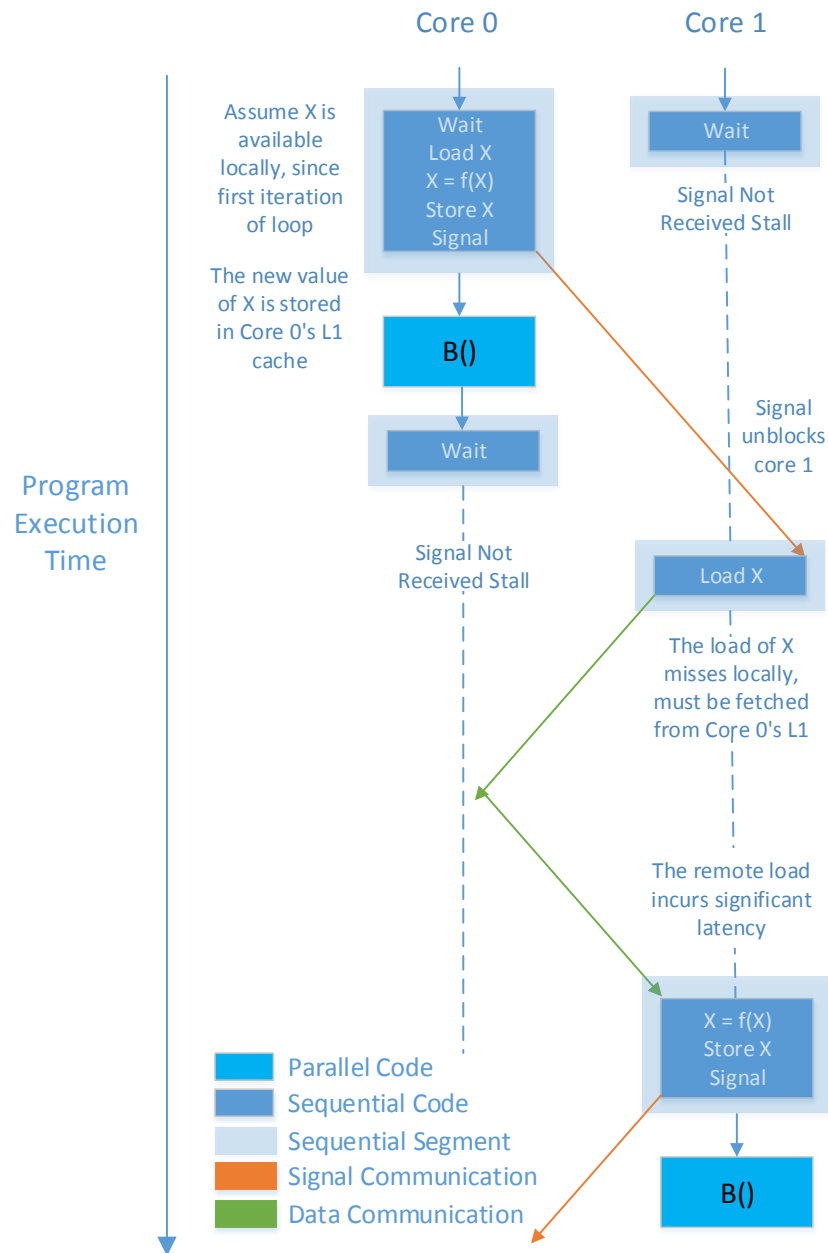 Core 0
Core 1
Assume X is
available
locally, since
first iteration
of loop
Wait
Load X
X = f(X)
Store X
Signal
Wait
Signal Not
Received Stall
The new value
of X is stored
in Core 0's L1
cache
B()
Wait
Signal
unblocks
core 1
Program
Execution
Time
Signal Not
Received Stall
Load X
The load of X
misses locally,
must be fetched
from Core 0's L1
The remote load
incurs significant
latency
X = f(X)
Store X
Signal
B()
Parallel Code
Sequential Code
Sequential Segment
Signal Communication
Data Communication